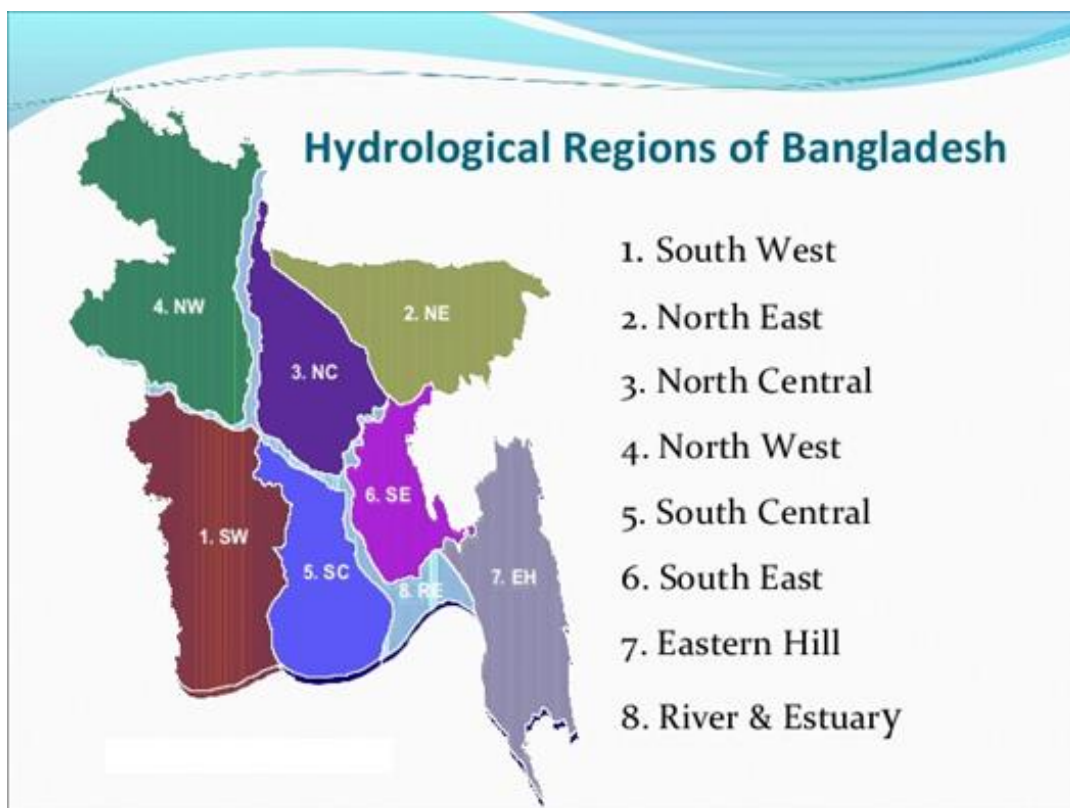 Hydrological Regions of Bangladesh
1. South West
2. North East
3. North Central
4. North West
5. South Central
6. South East
7. Eastern Hill
8. River & Estuary
4. NW
2. NE
3. NC
6. SE
1. SW
5. SC
7. EH
8. RE